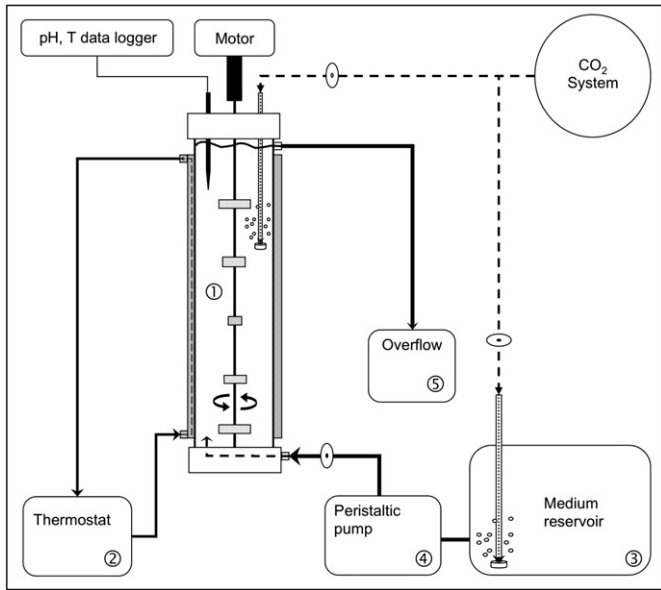 pH, T data logger
Motor
CO₂
System
①
Overflow
⑤
Thermostat
②
Peristaltic
pump
④
Medium
reservoir
③